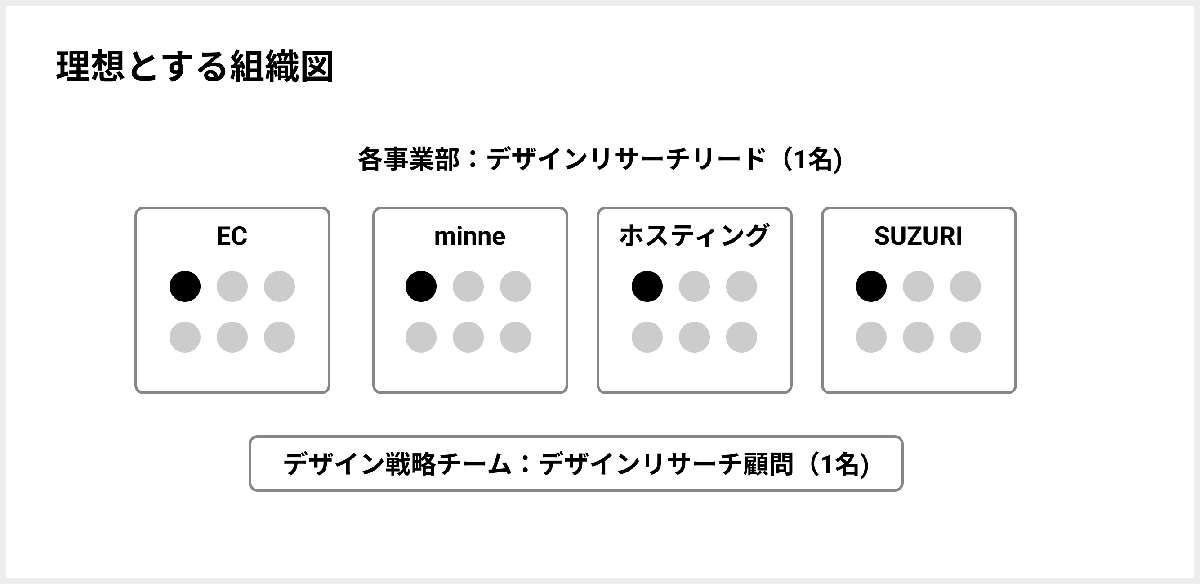 理想とする組織図
各事業部：デザインリサーチリード（1名)
EC
minne
ホスティング
SUZURI
デザイン戦略チーム：デザインリサーチ顧問（1名)